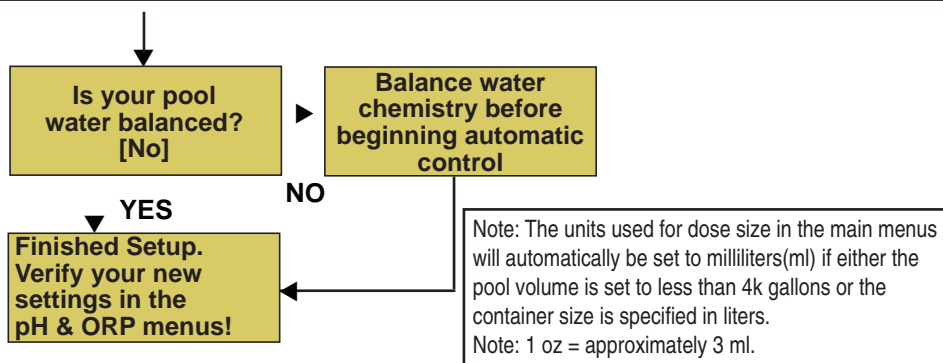 Is your pool
water balanced?
[No]
Balance water
chemistry before
beginning automatic
control
NO
YES
Finished Setup.
Verify your new
settings in the
pH & ORP menus!
Note: The units used for dose size in the main menus
will automatically be set to milliliters(ml) if either the
pool volume is set to less than 4k gallons or the
container size is specified in liters.
Note: 1 oz = approximately 3 ml.